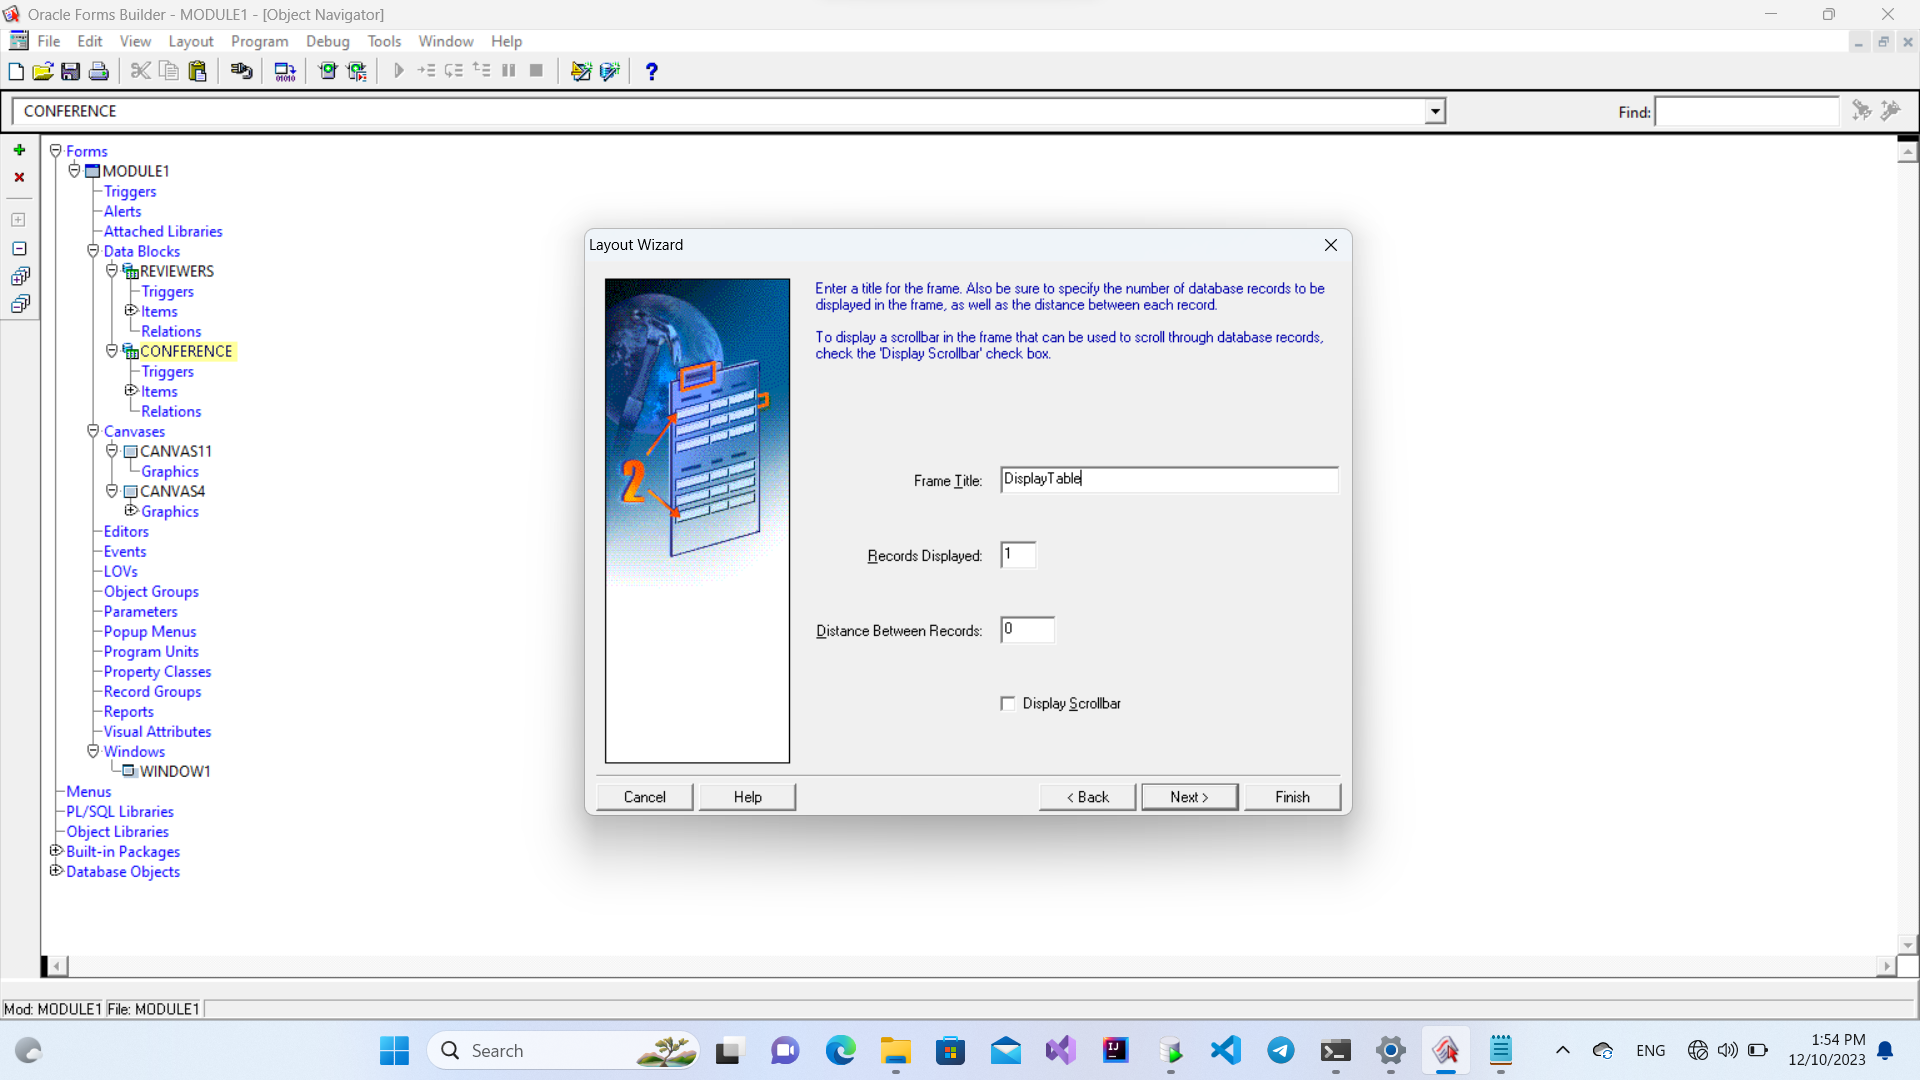 Oracle Forms Builder - MODULE1 - [Object Navigator]
File Edit View Layout Program Debug Tools Window Help
CONFERENCE
Find:
Forms
MODULE1
Triggers
Alerts
Attached Libraries
Data Blocks
REVIEWERS
Triggers
Items
Relations
CONFERENCE
Triggers
Items
Relations
Canvases
CANVAS11
Graphics
CANVAS4
Graphics
Editors
Events
LOVs
Object Groups
Parameters
Popup Menus
Program Units
Property Classes
Record Groups
Reports
Visual Attributes
Windows
WINDOW1
Menus
PL/SQL Libraries
Object Libraries
Built-in Packages
Database Objects
Layout Wizard
Enter a title for the frame. Also be sure to specify the number of database records to be
displayed in the frame, as well as the distance between each record.
To display a scrollbar in the frame that can be used to scroll through database records,
check the 'Display Scrollbar' check box.
2
Frame Title: DisplayTable
Records Displayed: 1
Distance Between Records: 0
Display Scrollbar
Cancel Help < Back Next > Finish
Mod: MODULE1 File: MODULE1
Search
ENG
1:54 PM
12/10/2023